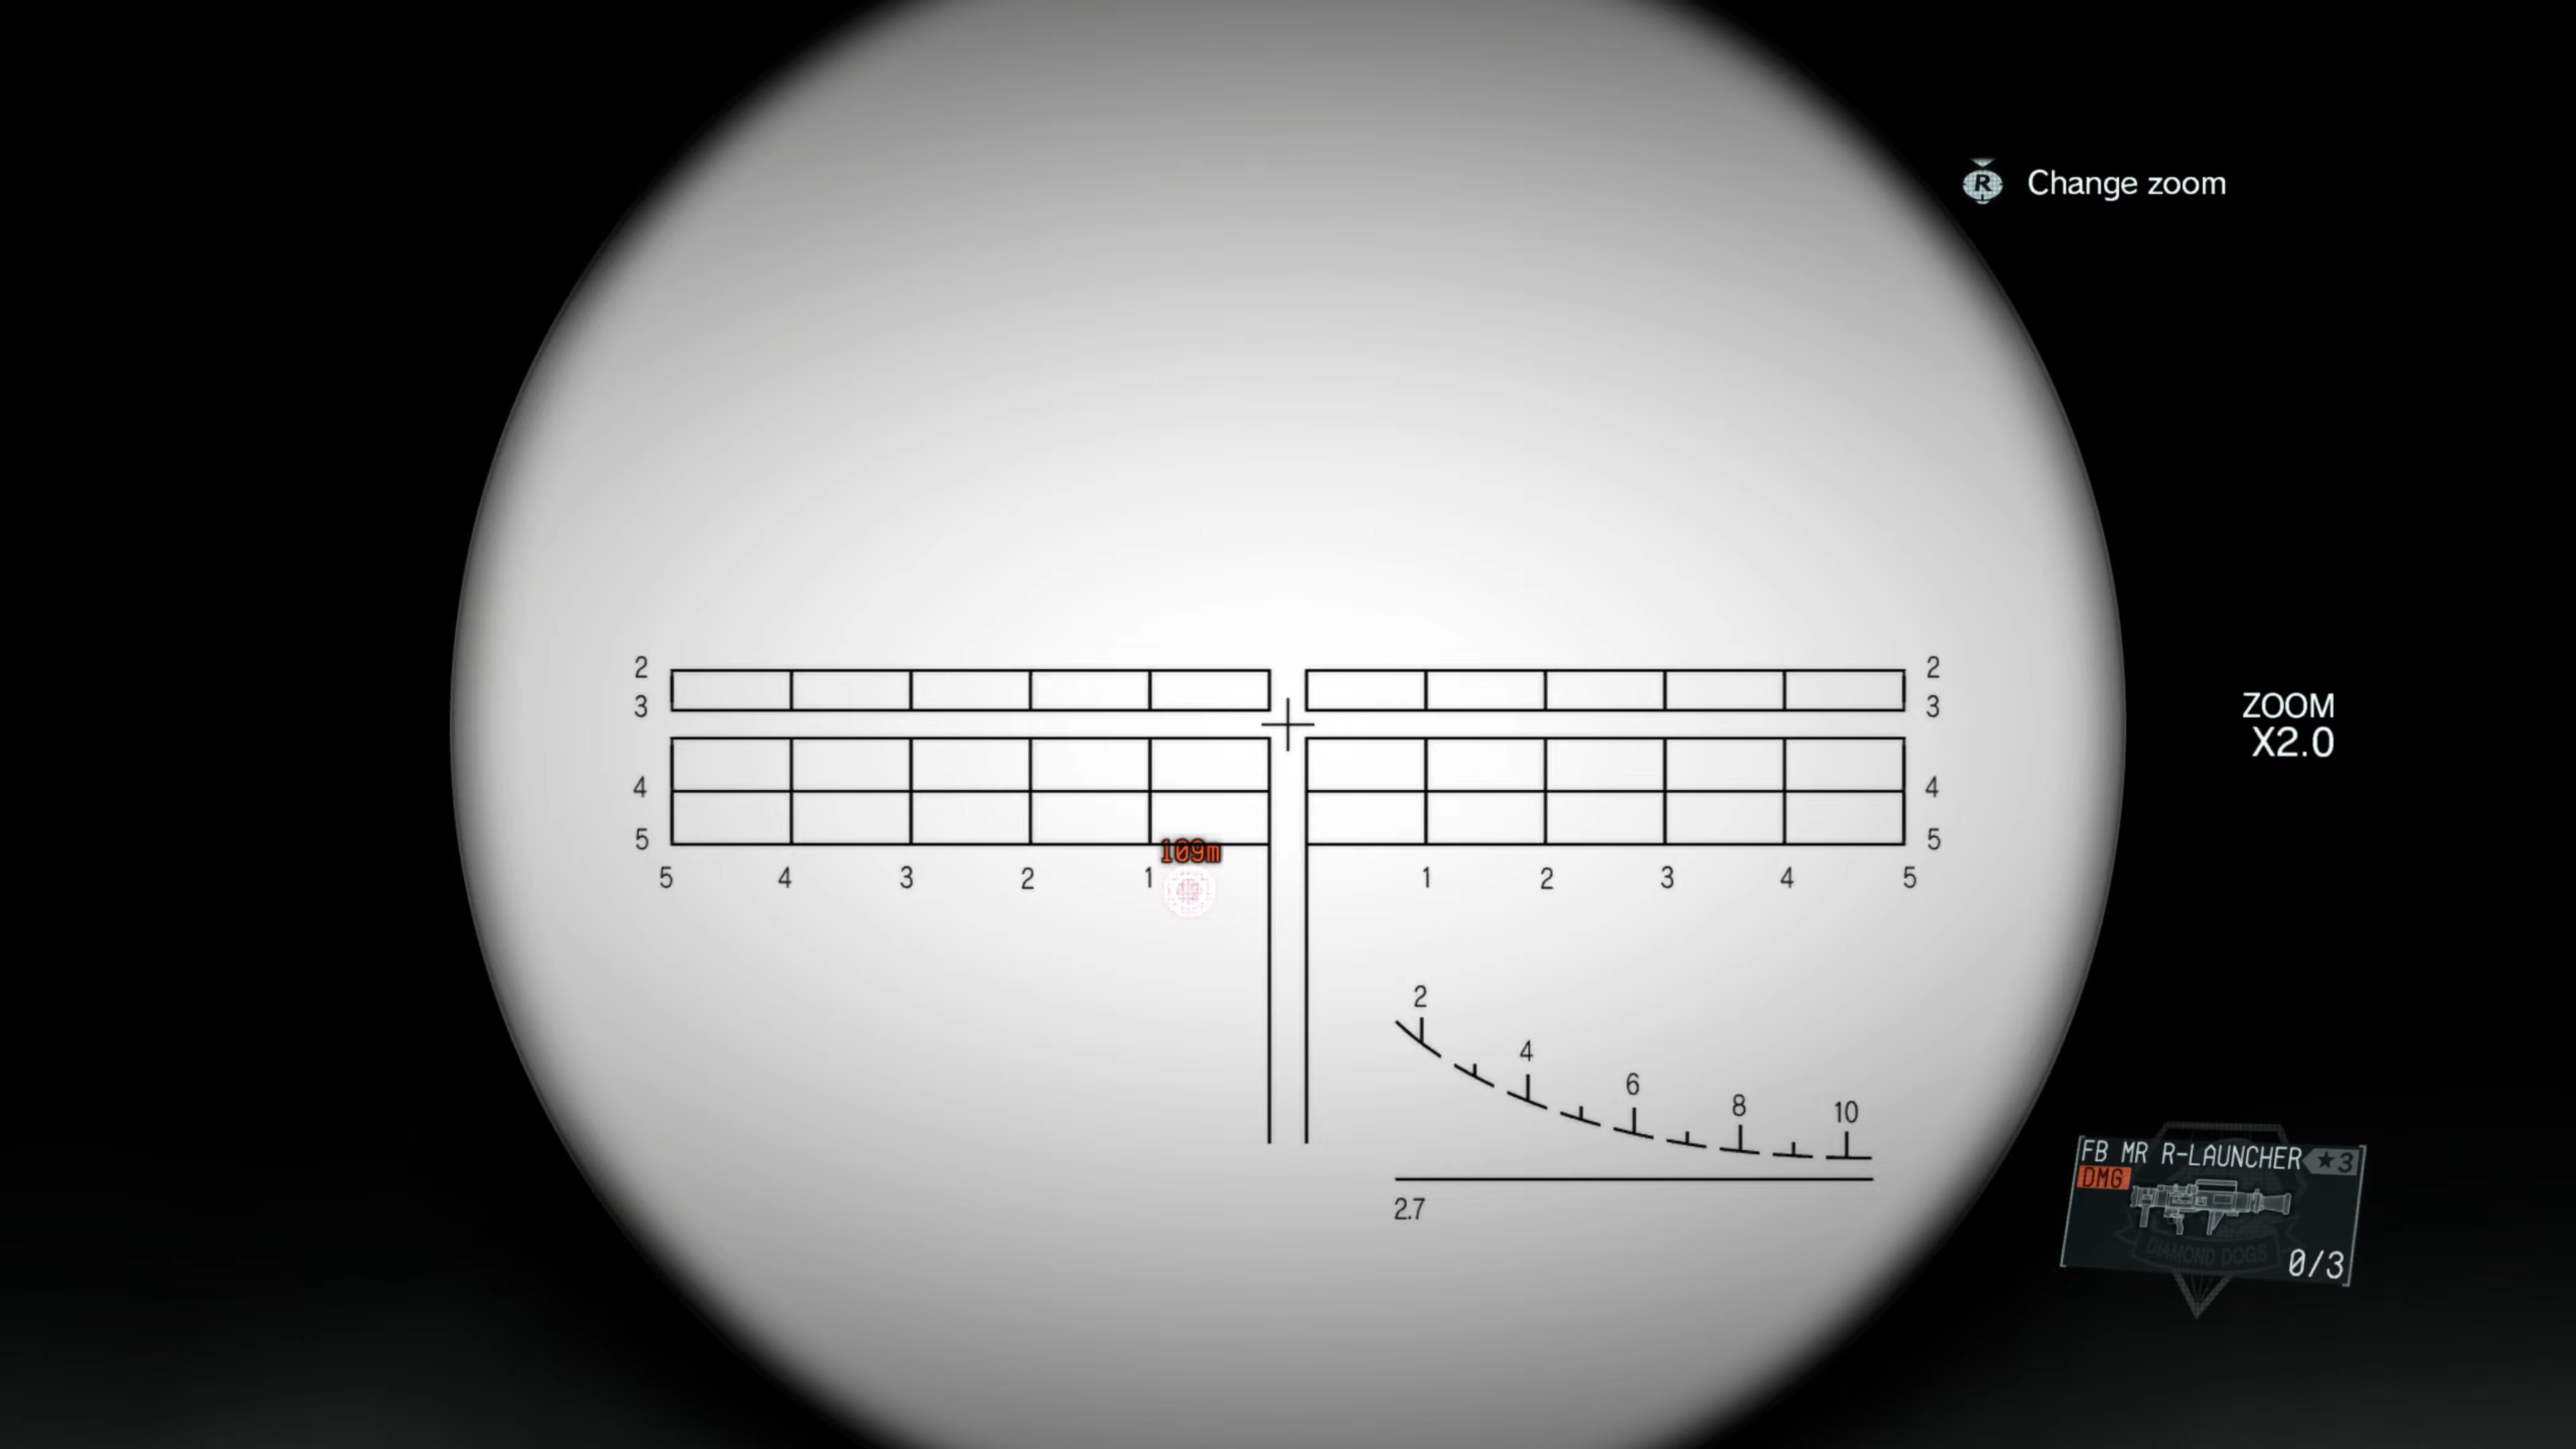 R Change zoom
2 2
3 3
ZOOM
X2.0
4 4
5 5
109m
5 4 3 2 1 1 2 3 4 5
2
4
6
8
10
2.7
FB MR R-LAUNCHER ★3
DMG
DIAMOND DOGS
0/3